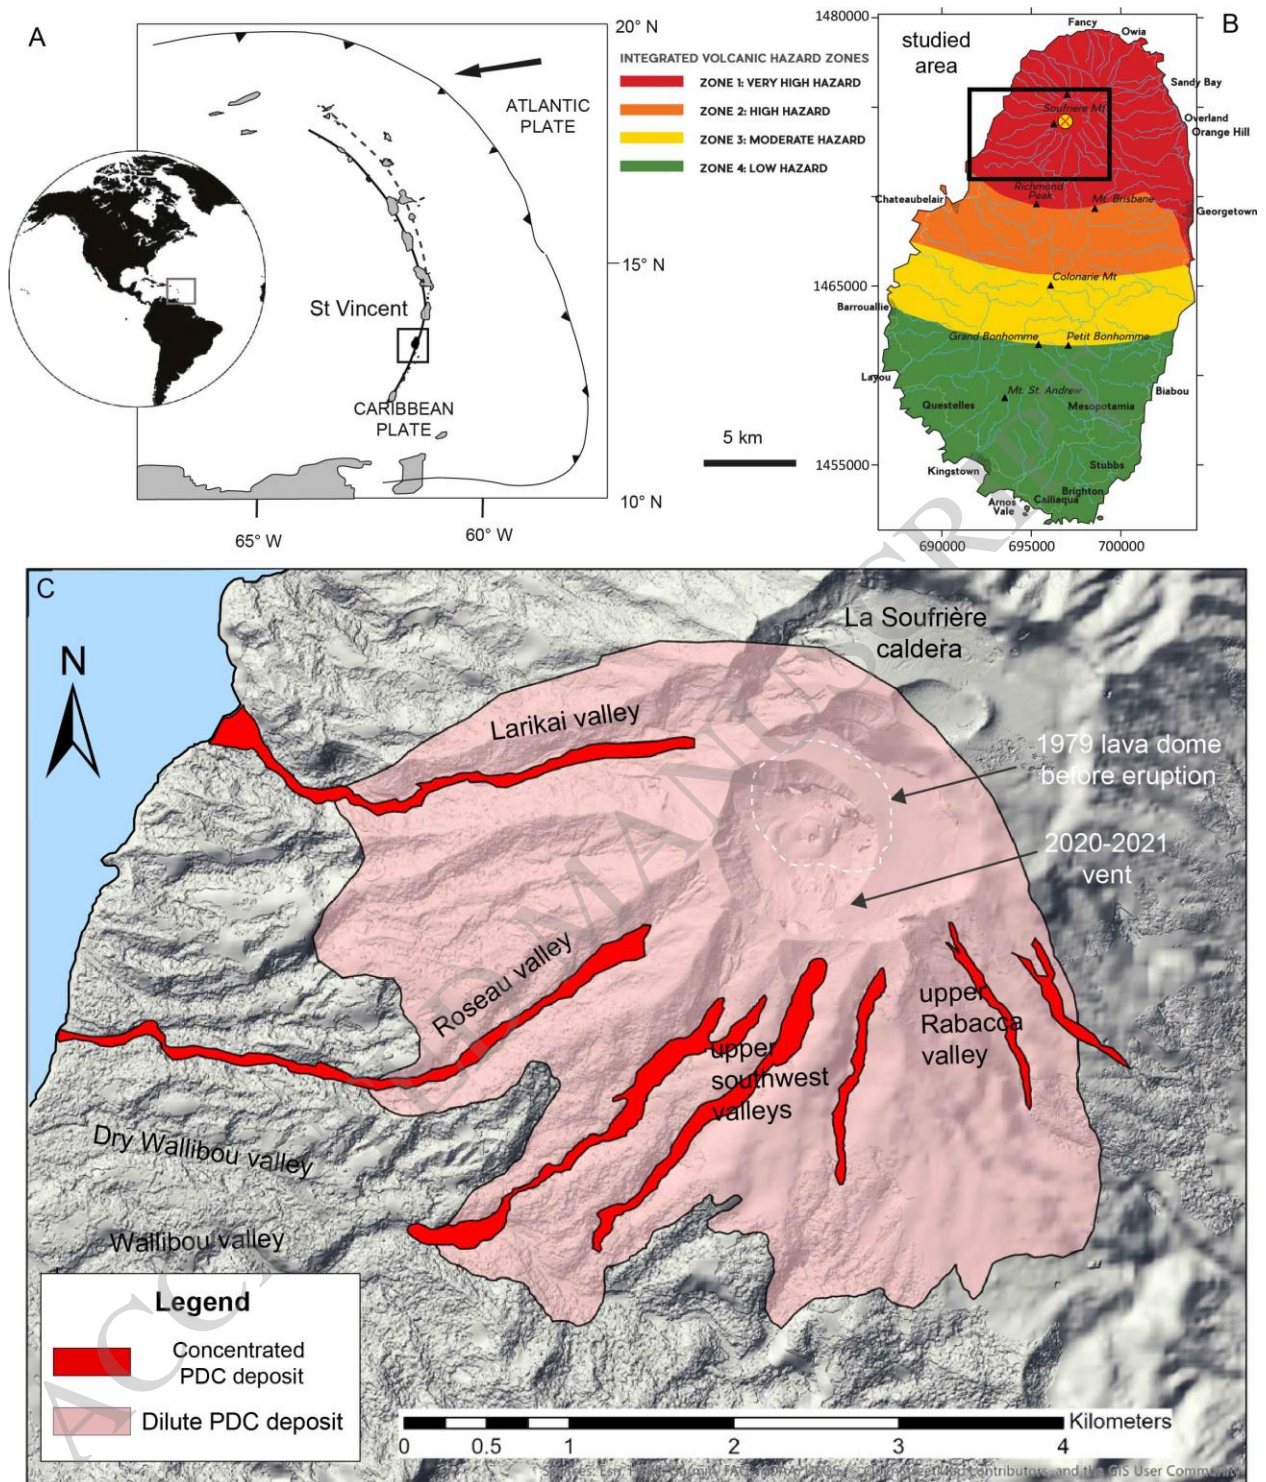 A
20° N
ATLANTIC
PLATE
15° N
St Vincent
CARIBBEAN
PLATE
10° N
65° W
60° W
B
1480000
studied
area
INTEGRATED VOLCANIC HAZARD ZONES
ZONE 1: VERY HIGH HAZARD
ZONE 2: HIGH HAZARD
ZONE 3: MODERATE HAZARD
ZONE 4: LOW HAZARD
Fancy
Owia
Sandy Bay
Soufriere Mt
Overland
Orange Hill
Richmond
Peak
Mt. Brisbane
Chateaubelair
Georgetown
1465000
Colonarie Mt
Barrouallie
Grand Bonhomme
Petit Bonhomme
Layou
Mt. St. Andrew
Biabou
Questelles
Mesopotamia
5 km
1455000
Kingstown
Stubbs
Brighton
Calliaqua
Arnos
Vale
690000
695000
700000
C
N
La Soufrière
caldera
Larikai valley
1979 lava dome
before eruption
2020-2021
vent
Roseau valley
upper
Rabacca
valley
upper
southwest
valleys
Dry Wallibou valley
Wallibou valley
Legend
Concentrated
PDC deposit
Dilute PDC deposit
Kilometers
0 0.5 1 2 3 4